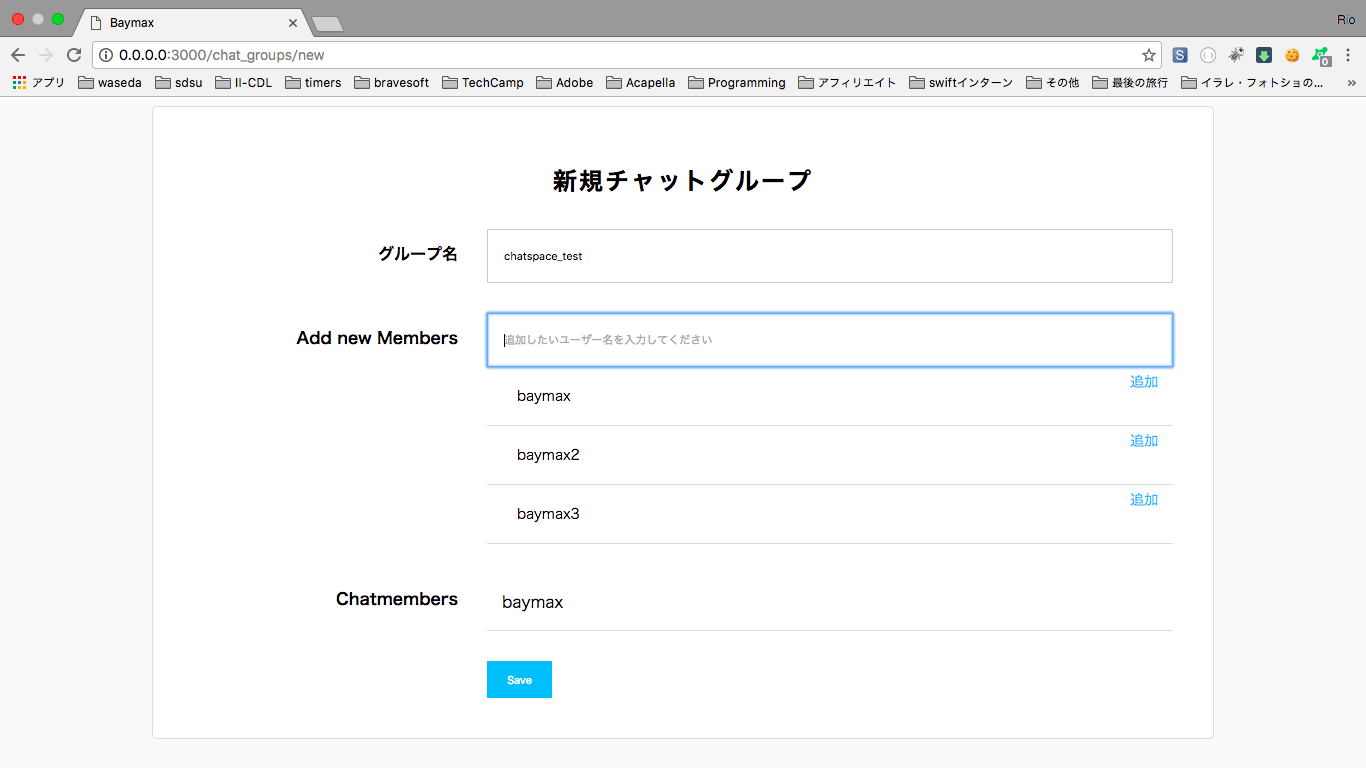 Baymax
Rio
0.0.0.0:3000/chat_groups/new
アプリ waseda sdsu II-CDL timers bravesoft TechCamp Adobe Acapella Programming アフィリエイト swiftインターン その他 最後の旅行 イラレ・フォトショの... »
新規チャットグループ
グループ名 chatspace_test
Add new Members 追加したいユーザー名を入力してください
baymax 追加
baymax2 追加
baymax3 追加
Chatmembers baymax
Save